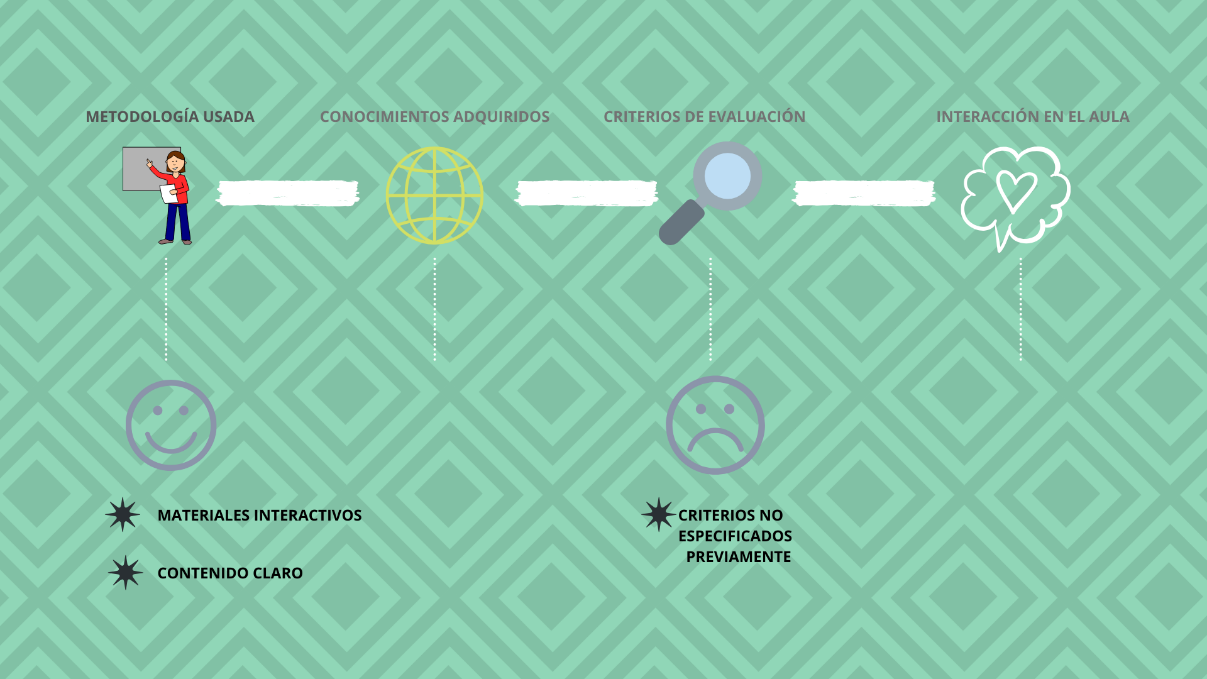 METODOLOGÍA USADA
CONOCIMIENTOS ADQUIRIDOS
CRITERIOS DE EVALUACIÓN
INTERACCIÓN EN EL AULA
MATERIALES INTERACTIVOS
CONTENIDO CLARO
CRITERIOS NO
ESPECIFICADOS
PREVIAMENTE